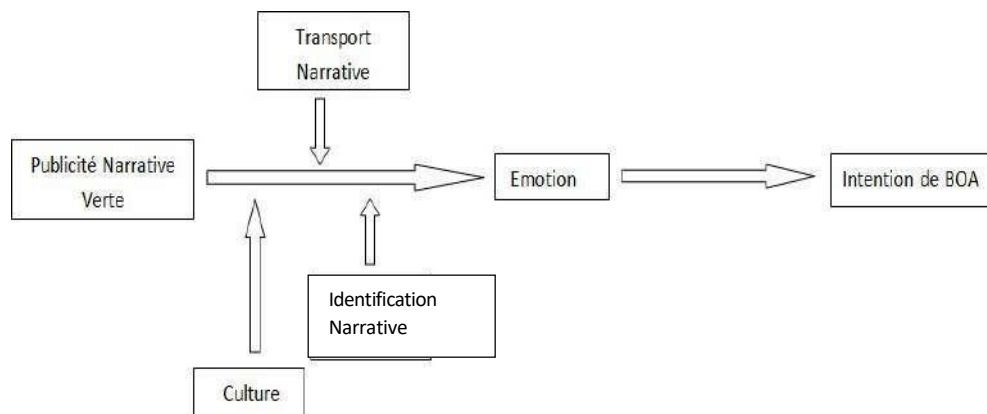 Transport
Narrative
Publicité Narrative
Verte
Emotion
Intention de BOA
Identification
Narrative
Culture